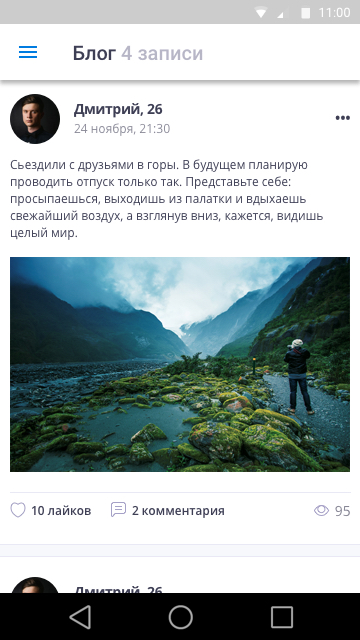 11:00
Блог 4 записи
Дмитрий, 26
24 ноября, 21:30
Сьездили с друзьями в горы. В будущем планирую
проводить отпуск только так. Представьте себе:
просыпаешься, выходишь из палатки и вдыхаешь
свежайший воздух, а взглянув вниз, кажется, видишь
целый мир.
10 лайков 2 комментария 95
Дмитрий, 26